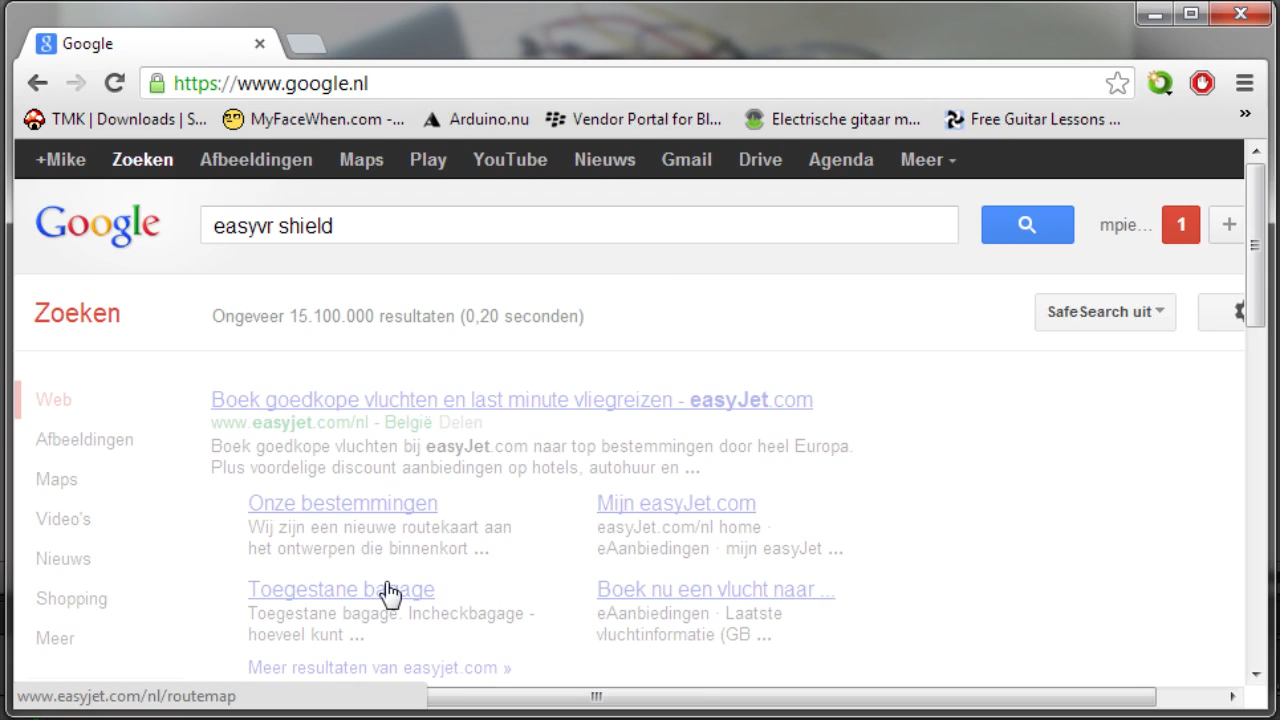 Google
https://www.google.nl
TMK | Downloads | S... MyFaceWhen.com -... Arduino.nu Vendor Portal for Bl... Electrische gitaar m... Free Guitar Lessons ... »
+Mike Zoeken Afbeeldingen Maps Play YouTube Nieuws Gmail Drive Agenda Meer
Google easyvr shield mpie... 1 +
Zoeken Ongeveer 15.100.000 resultaten (0,20 seconden) SafeSearch uit
Web
Afbeeldingen
Maps
Video's
Nieuws
Shopping
Meer
Boek goedkope vluchten en last minute vliegreizen - easyJet.com
www.easyjet.com/nl - België Delen
Boek goedkope vluchten bij easyJet.com naar top bestemmingen door heel Europa.
Plus voordelige discount aanbiedingen op hotels, autohuur en ...
Onze bestemmingen
Wij zijn een nieuwe routekaart aan
het ontwerpen die binnenkort ...
Mijn easyJet.com
easyJet.com/nl home ·
eAanbiedingen · mijn easyJet ...
Toegestane bagage
Toegestane bagage. Incheckbagage -
hoeveel kunt ...
Boek nu een vlucht naar ...
eAanbiedingen · Laatste
vluchtinformatie (GB ...
Meer resultaten van easyjet.com »
www.easyjet.com/nl/routemap